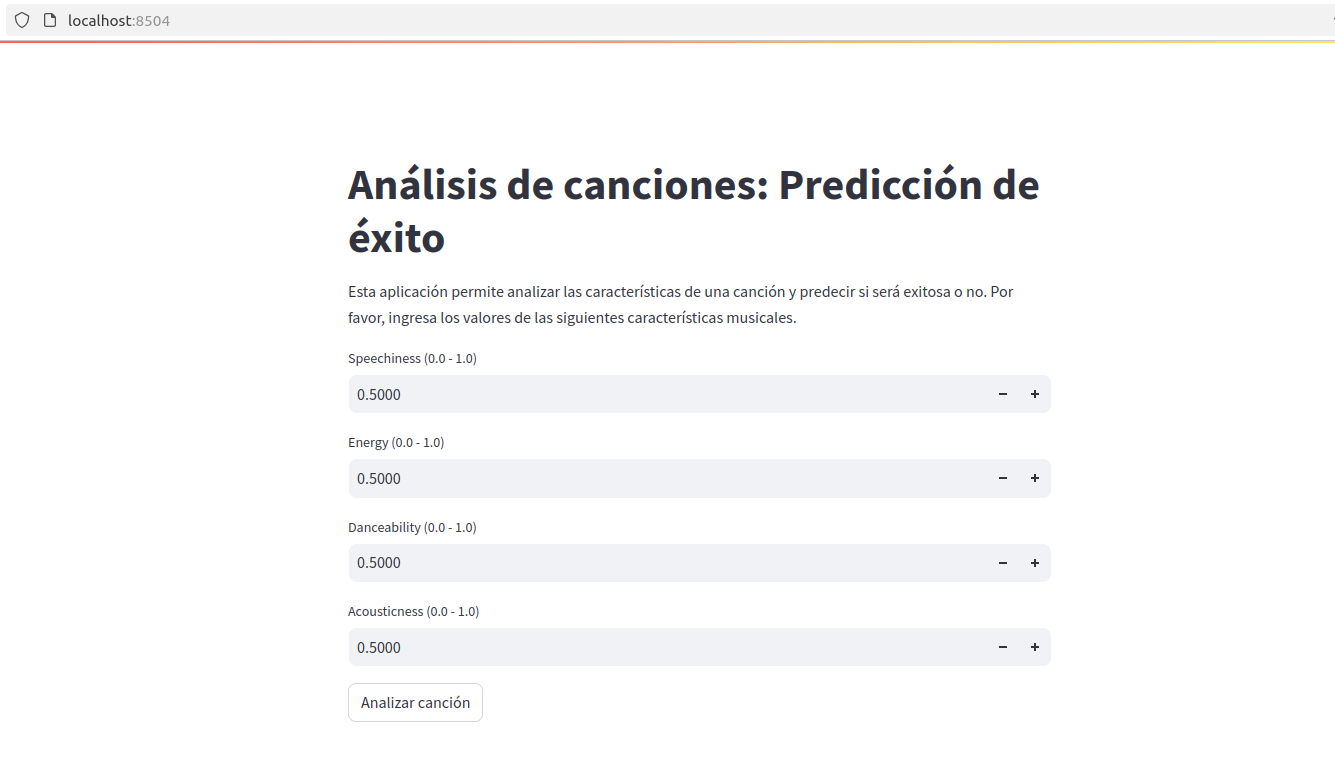 localhost:8504
Análisis de canciones: Predicción de
éxito
Esta aplicación permite analizar las características de una canción y predecir si será exitosa o no. Por
favor, ingresa los valores de las siguientes características musicales.
Speechiness (0.0 - 1.0)
0.5000
Energy (0.0 - 1.0)
0.5000
Danceability (0.0 - 1.0)
0.5000
Acousticness (0.0 - 1.0)
0.5000
Analizar canción